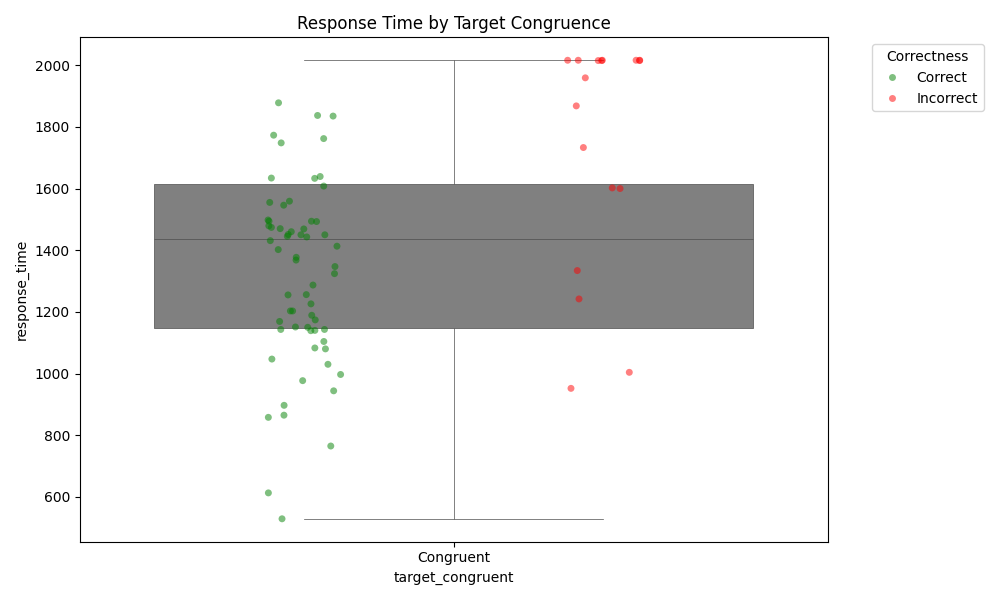 Response Time by Target Congruence
Correctness
Correct
Incorrect
2000
1800
1600
1400
1200
1000
800
600
response_time
Congruent
target_congruent